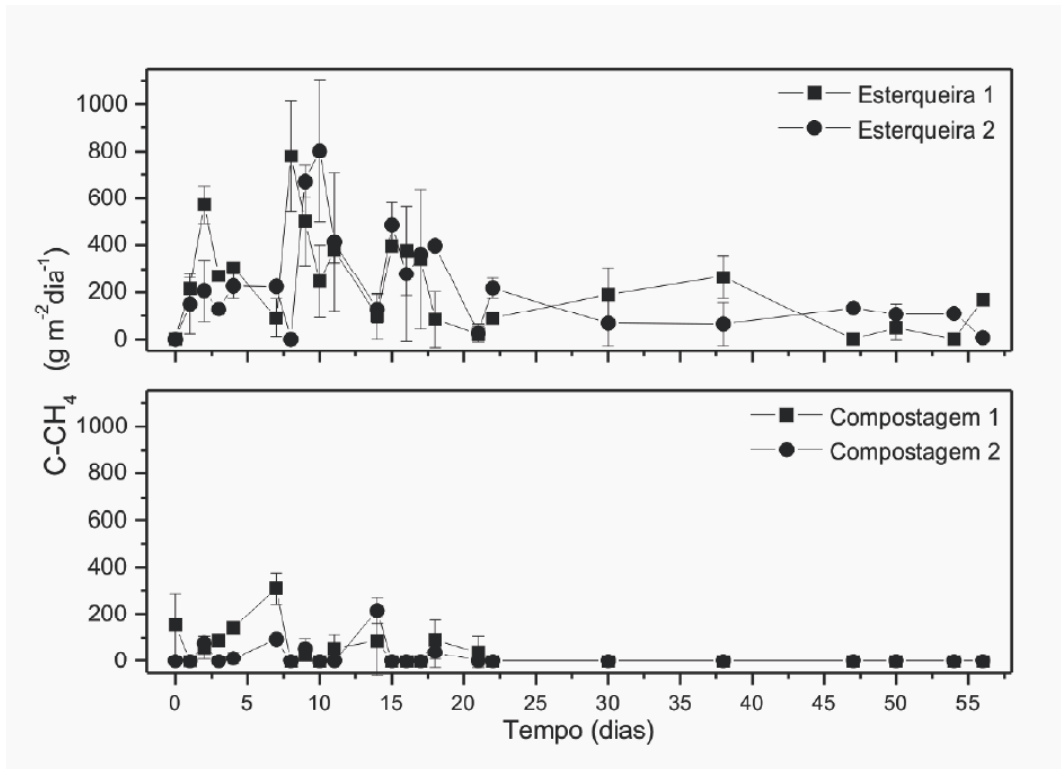 1000
800
600
400
200
0
Esterqueira 1
Esterqueira 2
C-CH₄ (g m⁻²dia⁻¹)
1000
800
600
400
200
0
Compostagem 1
Compostagem 2
0 5 10 15 20 25 30 35 40 45 50 55
Tempo (dias)